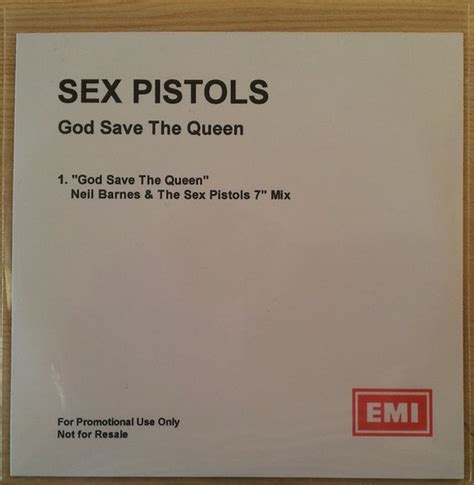 SEX PISTOLS
God Save The Queen
1. "God Save The Queen"
Neil Barnes & The Sex Pistols 7" Mix
For Promotional Use Only
Not for Resale
EMI